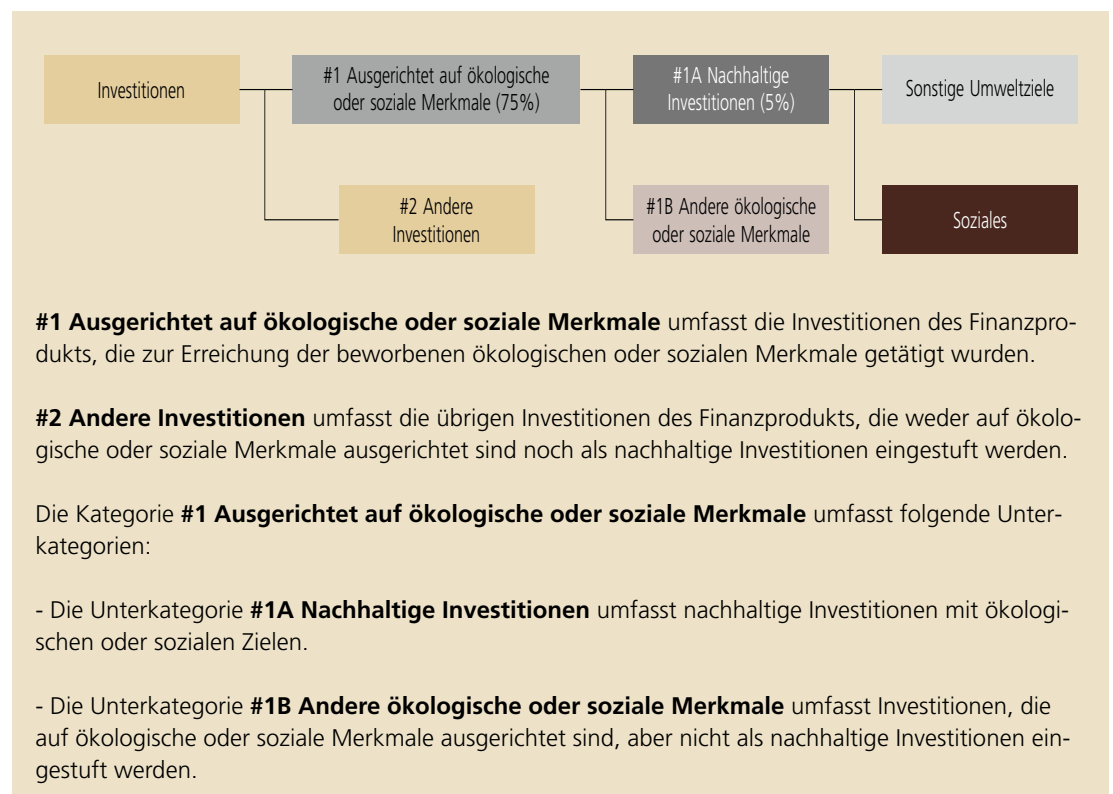 Investitionen
#1 Ausgerichtet auf ökologische
oder soziale Merkmale (75%)
#1A Nachhaltige
Investitionen (5%)
Sonstige Umweltziele
#2 Andere
Investitionen
#1B Andere ökologische
oder soziale Merkmale
Soziales
#1 Ausgerichtet auf ökologische oder soziale Merkmale umfasst die Investitionen des Finanzpro-
dukts, die zur Erreichung der beworbenen ökologischen oder sozialen Merkmale getätigt wurden.
#2 Andere Investitionen umfasst die übrigen Investitionen des Finanzprodukts, die weder auf ökolo-
gische oder soziale Merkmale ausgerichtet sind noch als nachhaltige Investitionen eingestuft werden.
Die Kategorie #1 Ausgerichtet auf ökologische oder soziale Merkmale umfasst folgende Unter-
kategorien:
- Die Unterkategorie #1A Nachhaltige Investitionen umfasst nachhaltige Investitionen mit ökologi-
schen oder sozialen Zielen.
- Die Unterkategorie #1B Andere ökologische oder soziale Merkmale umfasst Investitionen, die
auf ökologische oder soziale Merkmale ausgerichtet sind, aber nicht als nachhaltige Investitionen ein-
gestuft werden.